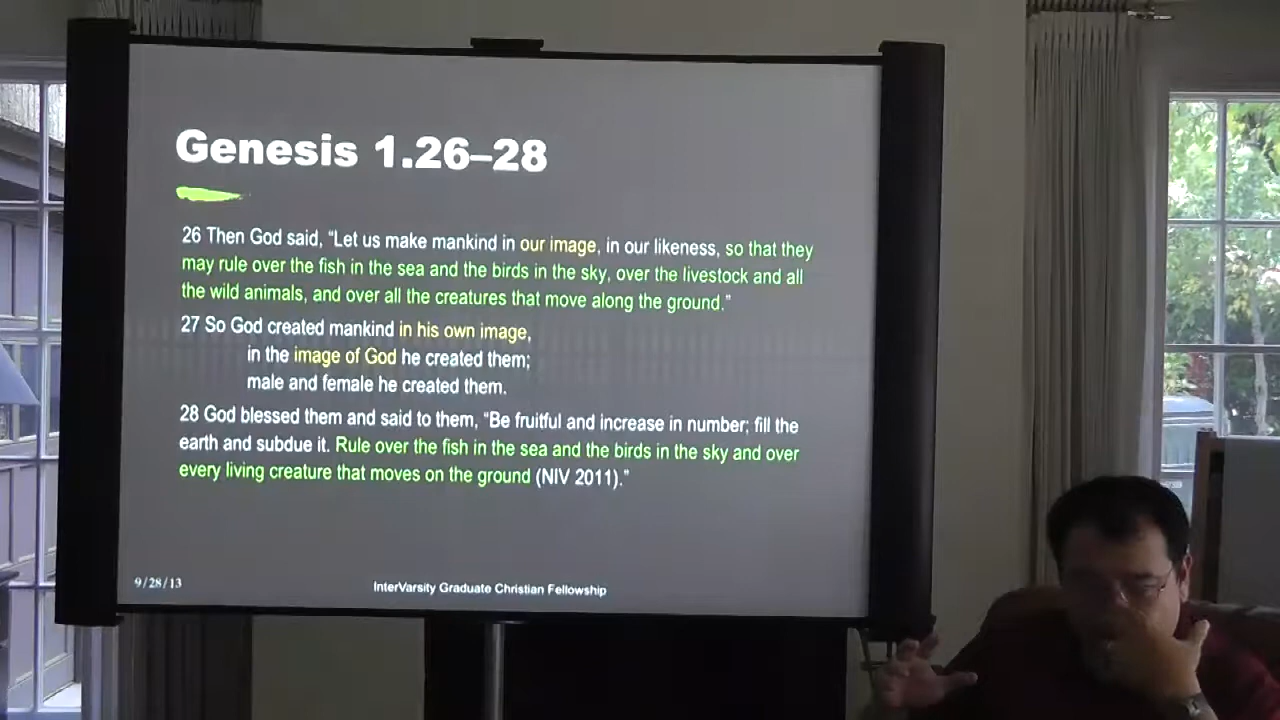 Genesis 1.26–28
26 Then God said, “Let us make mankind in our image, in our likeness, so that they
may rule over the fish in the sea and the birds in the sky, over the livestock and all
the wild animals, and over all the creatures that move along the ground.”
27 So God created mankind in his own image,
in the image of God he created them;
male and female he created them.
28 God blessed them and said to them, “Be fruitful and increase in number; fill the
earth and subdue it. Rule over the fish in the sea and the birds in the sky and over
every living creature that moves on the ground (NIV 2011).”
9/28/13
InterVarsity Graduate Christian Fellowship